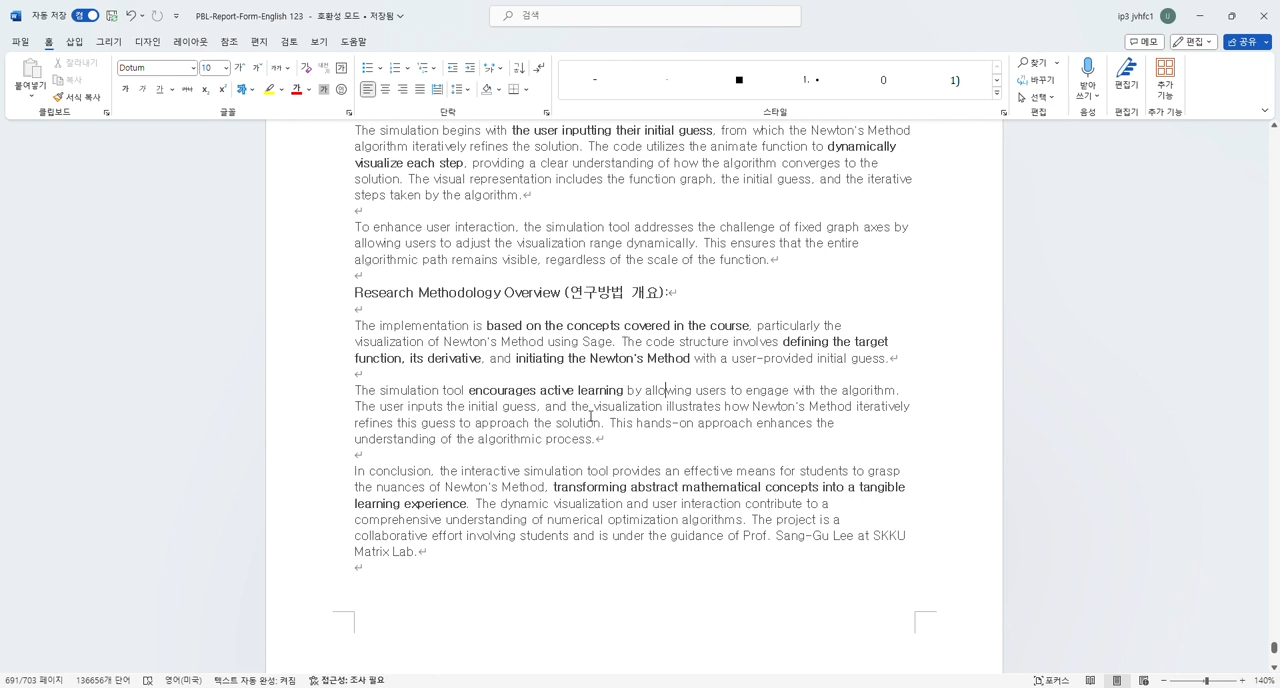 자동 저장 켬 PBL-Report-Form-English 123 - 호환성 모드 • 저장됨 검색 ip3 jvhfc1 IJ
파일 홈 삽입 그리기 디자인 레이아웃 참조 편지 검토 보기 도움말 메모 편집 공유
붙여넣기 잘라내기 복사 서식 복사 클립보드
Dotum 10 글꼴
단락
- · ■ 1. • 0 1) 스타일
찾기 바꾸기 선택 편집
받아쓰기 음성
편집기 편집기
추가 기능 추가 기능
The simulation begins with the user inputting their initial guess, from which the Newton's Method
algorithm iteratively refines the solution. The code utilizes the animate function to dynamically
visualize each step, providing a clear understanding of how the algorithm converges to the
solution. The visual representation includes the function graph, the initial guess, and the iterative
steps taken by the algorithm.↵
↵
To enhance user interaction, the simulation tool addresses the challenge of fixed graph axes by
allowing users to adjust the visualization range dynamically. This ensures that the entire
algorithmic path remains visible, regardless of the scale of the function.↵
↵
Research Methodology Overview (연구방법 개요):↵
↵
The implementation is based on the concepts covered in the course, particularly the
visualization of Newton's Method using Sage. The code structure involves defining the target
function, its derivative, and initiating the Newton's Method with a user-provided initial guess.↵
↵
The simulation tool encourages active learning by allowing users to engage with the algorithm.
The user inputs the initial guess, and the visualization illustrates how Newton's Method iteratively
refines this guess to approach the solution. This hands-on approach enhances the
understanding of the algorithmic process.↵
↵
In conclusion, the interactive simulation tool provides an effective means for students to grasp
the nuances of Newton's Method, transforming abstract mathematical concepts into a tangible
learning experience. The dynamic visualization and user interaction contribute to a
comprehensive understanding of numerical optimization algorithms. The project is a
collaborative effort involving students and is under the guidance of Prof. Sang-Gu Lee at SKKU
Matrix Lab.↵
↵
691/703 페이지 136656개 단어 영어(미국) 텍스트 자동 완성: 켜짐 접근성: 조사 필요 포커스 140%